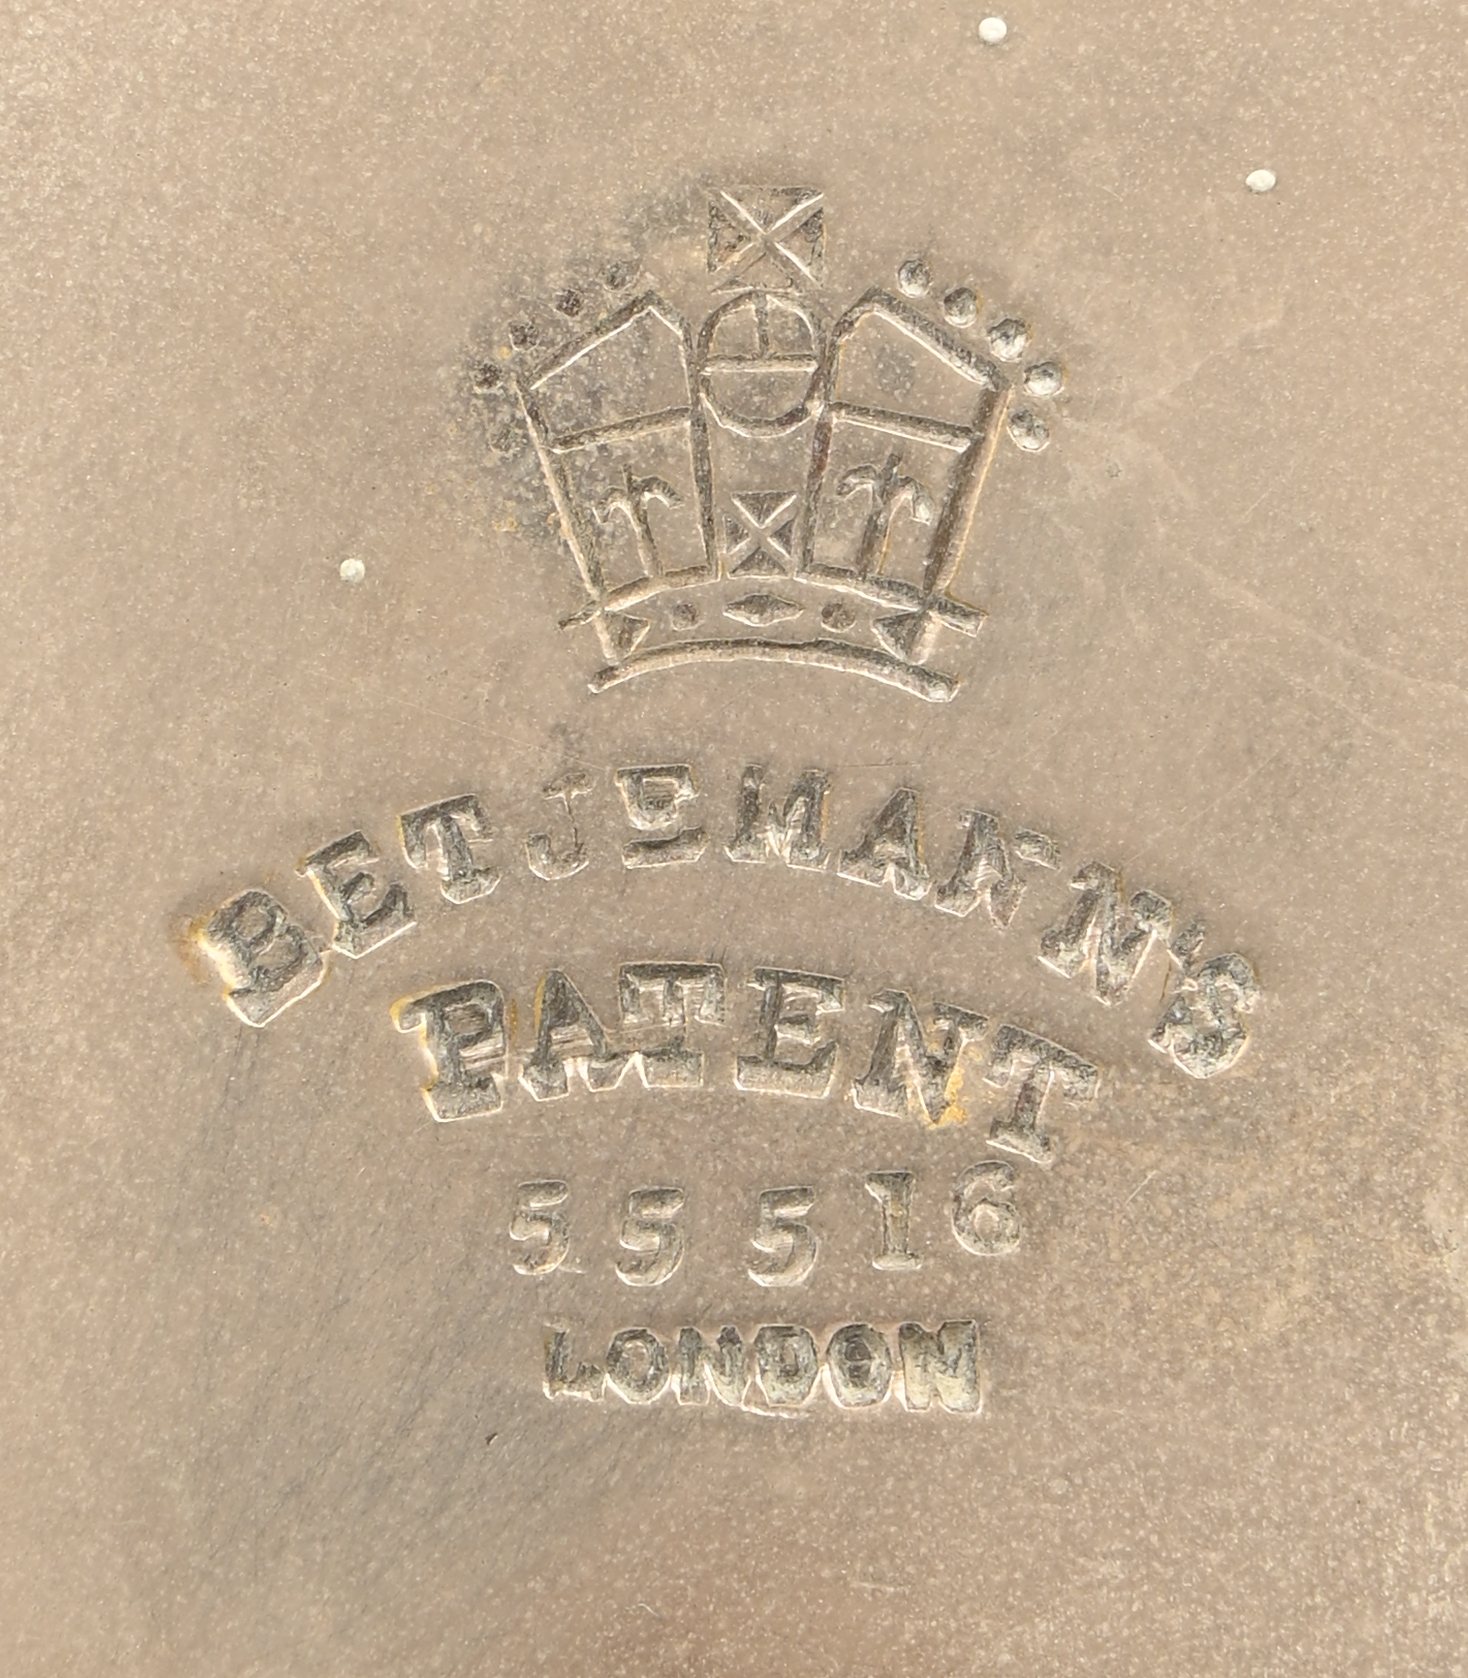 BETJEMANN'S
PATENT
55516
LONDON